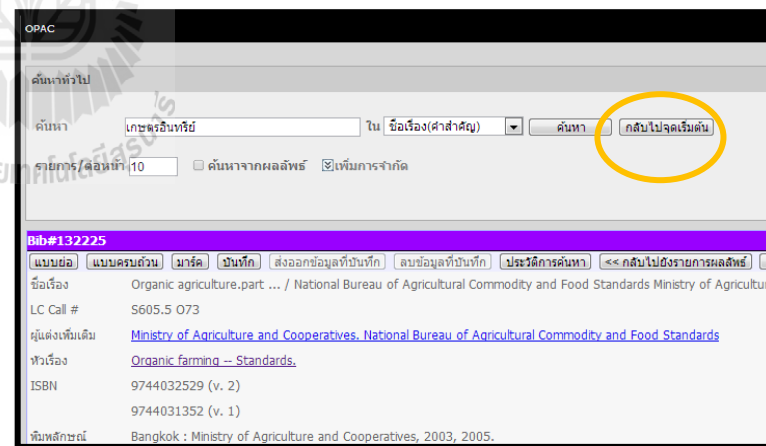 OPAC
ค้นหาทั่วไป
ค้นหา เกษตรอินทรีย์ ใน ชื่อเรื่อง(คำสำคัญ) ค้นหา กลับไปจุดเริ่มต้น
รายการ/ต่อหน้า 10 ค้นหาจากผลลัพธ์ เพิ่มการจำกัด
Bib#132225
แบบย่อ แบบครบถ้วน มาร์ค บันทึก ส่งออกข้อมูลที่บันทึก ลบข้อมูลที่บันทึก ประวัติการค้นหา << กลับไปยังรายการผลลัพธ์
ชื่อเรื่อง Organic agriculture.part ... / National Bureau of Agricultural Commodity and Food Standards Ministry of Agricultu
LC Call # S605.5 O73
ผู้แต่งเพิ่มเติม Ministry of Agriculture and Cooperatives. National Bureau of Agricultural Commodity and Food Standards
หัวเรื่อง Organic farming -- Standards.
ISBN 9744032529 (v. 2)
9744031352 (v. 1)
พิมพลักษณ์ Bangkok : Ministry of Agriculture and Cooperatives, 2003, 2005.